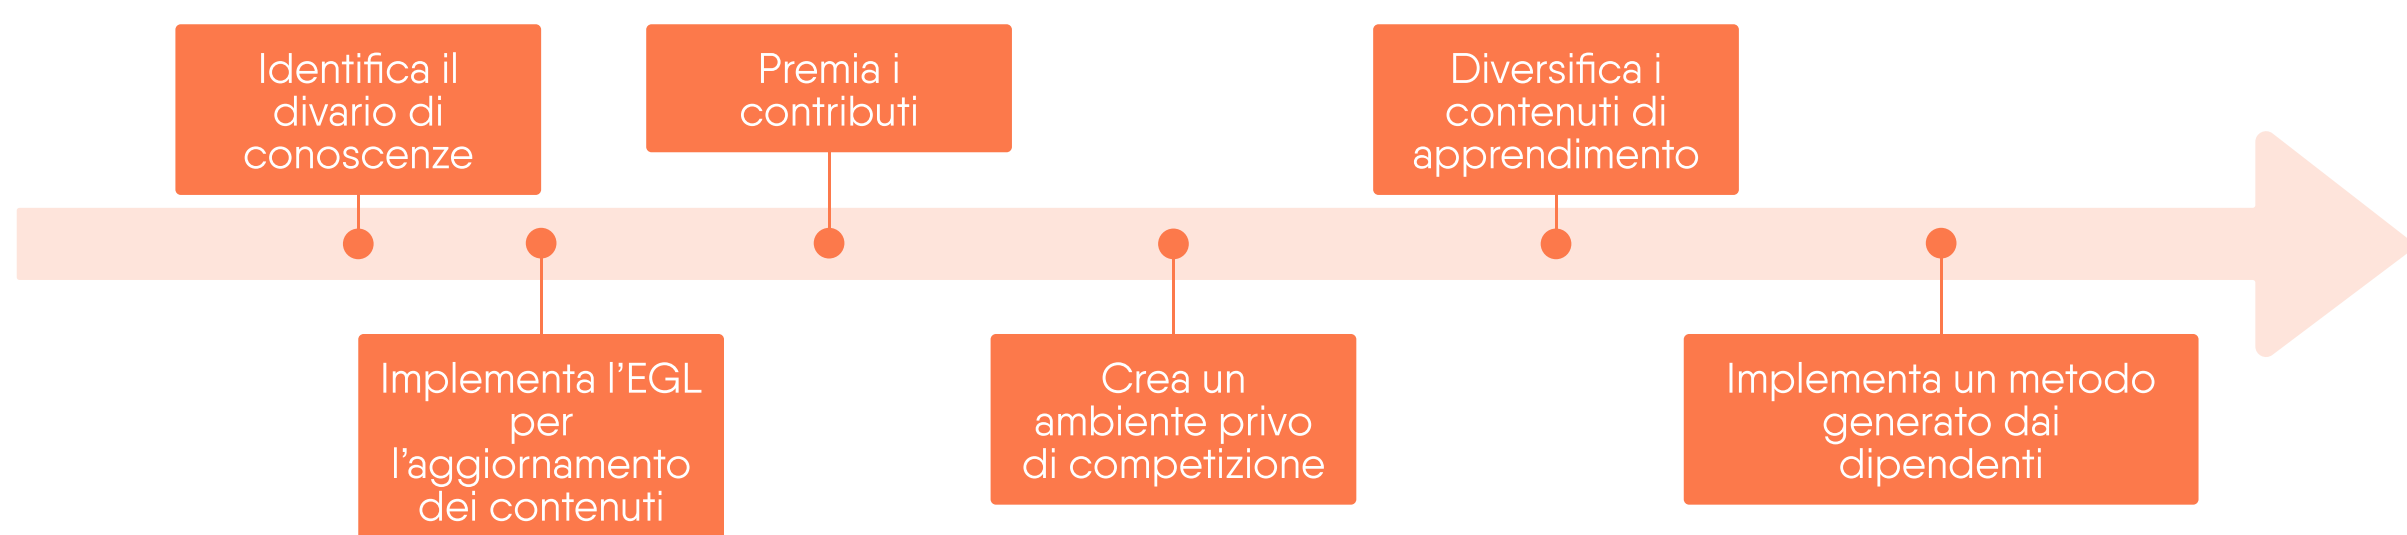 Identifica il
divario di
conoscenze
Implementa l’EGL
per
l’aggiornamento
dei contenuti
Premia i
contributi
Crea un
ambiente privo
di competizione
Diversifica i
contenuti di
apprendimento
Implementa un metodo
generato dai
dipendenti